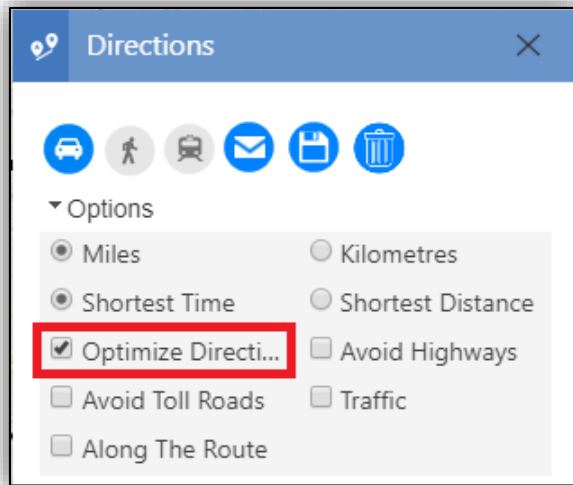 Directions
Options
Miles Kilometres
Shortest Time Shortest Distance
Optimize Directi... Avoid Highways
Avoid Toll Roads Traffic
Along The Route